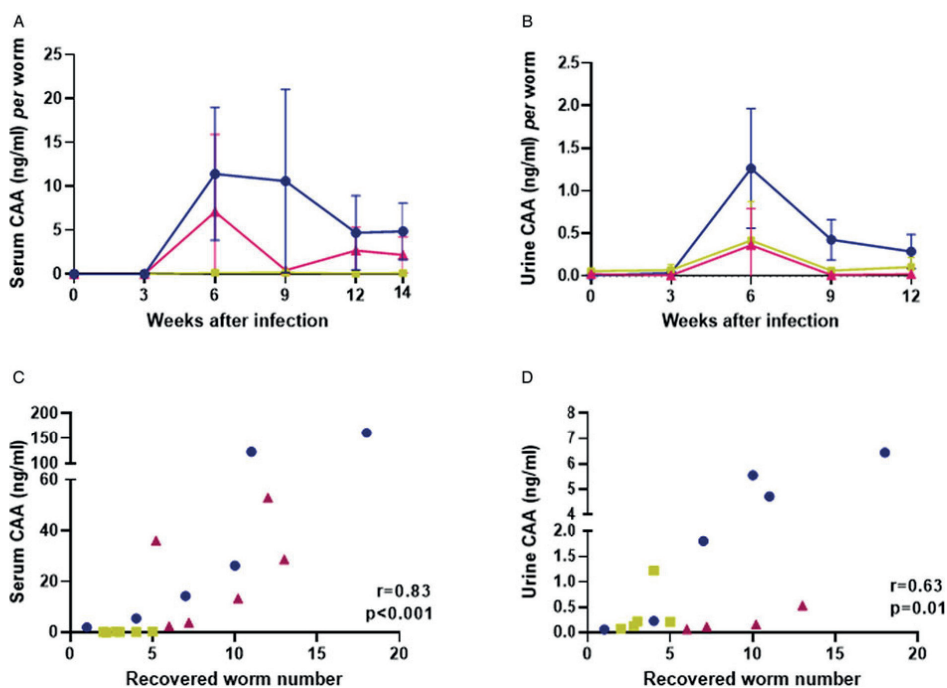 A
Serum CAA (ng/ml) per worm
25
20
15
10
5
0
0 3 6 9 12 14
Weeks after infection
B
Urine CAA (ng/ml) per worm
2.5
2.0
1.5
1.0
0.5
0.0
0 3 6 9 12
Weeks after infection
C
Serum CAA (ng/ml)
200
150
100
60
40
20
0
r=0.83
p<0.001
0 5 10 15 20
Recovered worm number
D
Urine CAA (ng/ml)
8
7
6
5
4
2.0
1.5
1.0
0.5
0.0
r=0.63
p=0.01
0 5 10 15 20
Recovered worm number